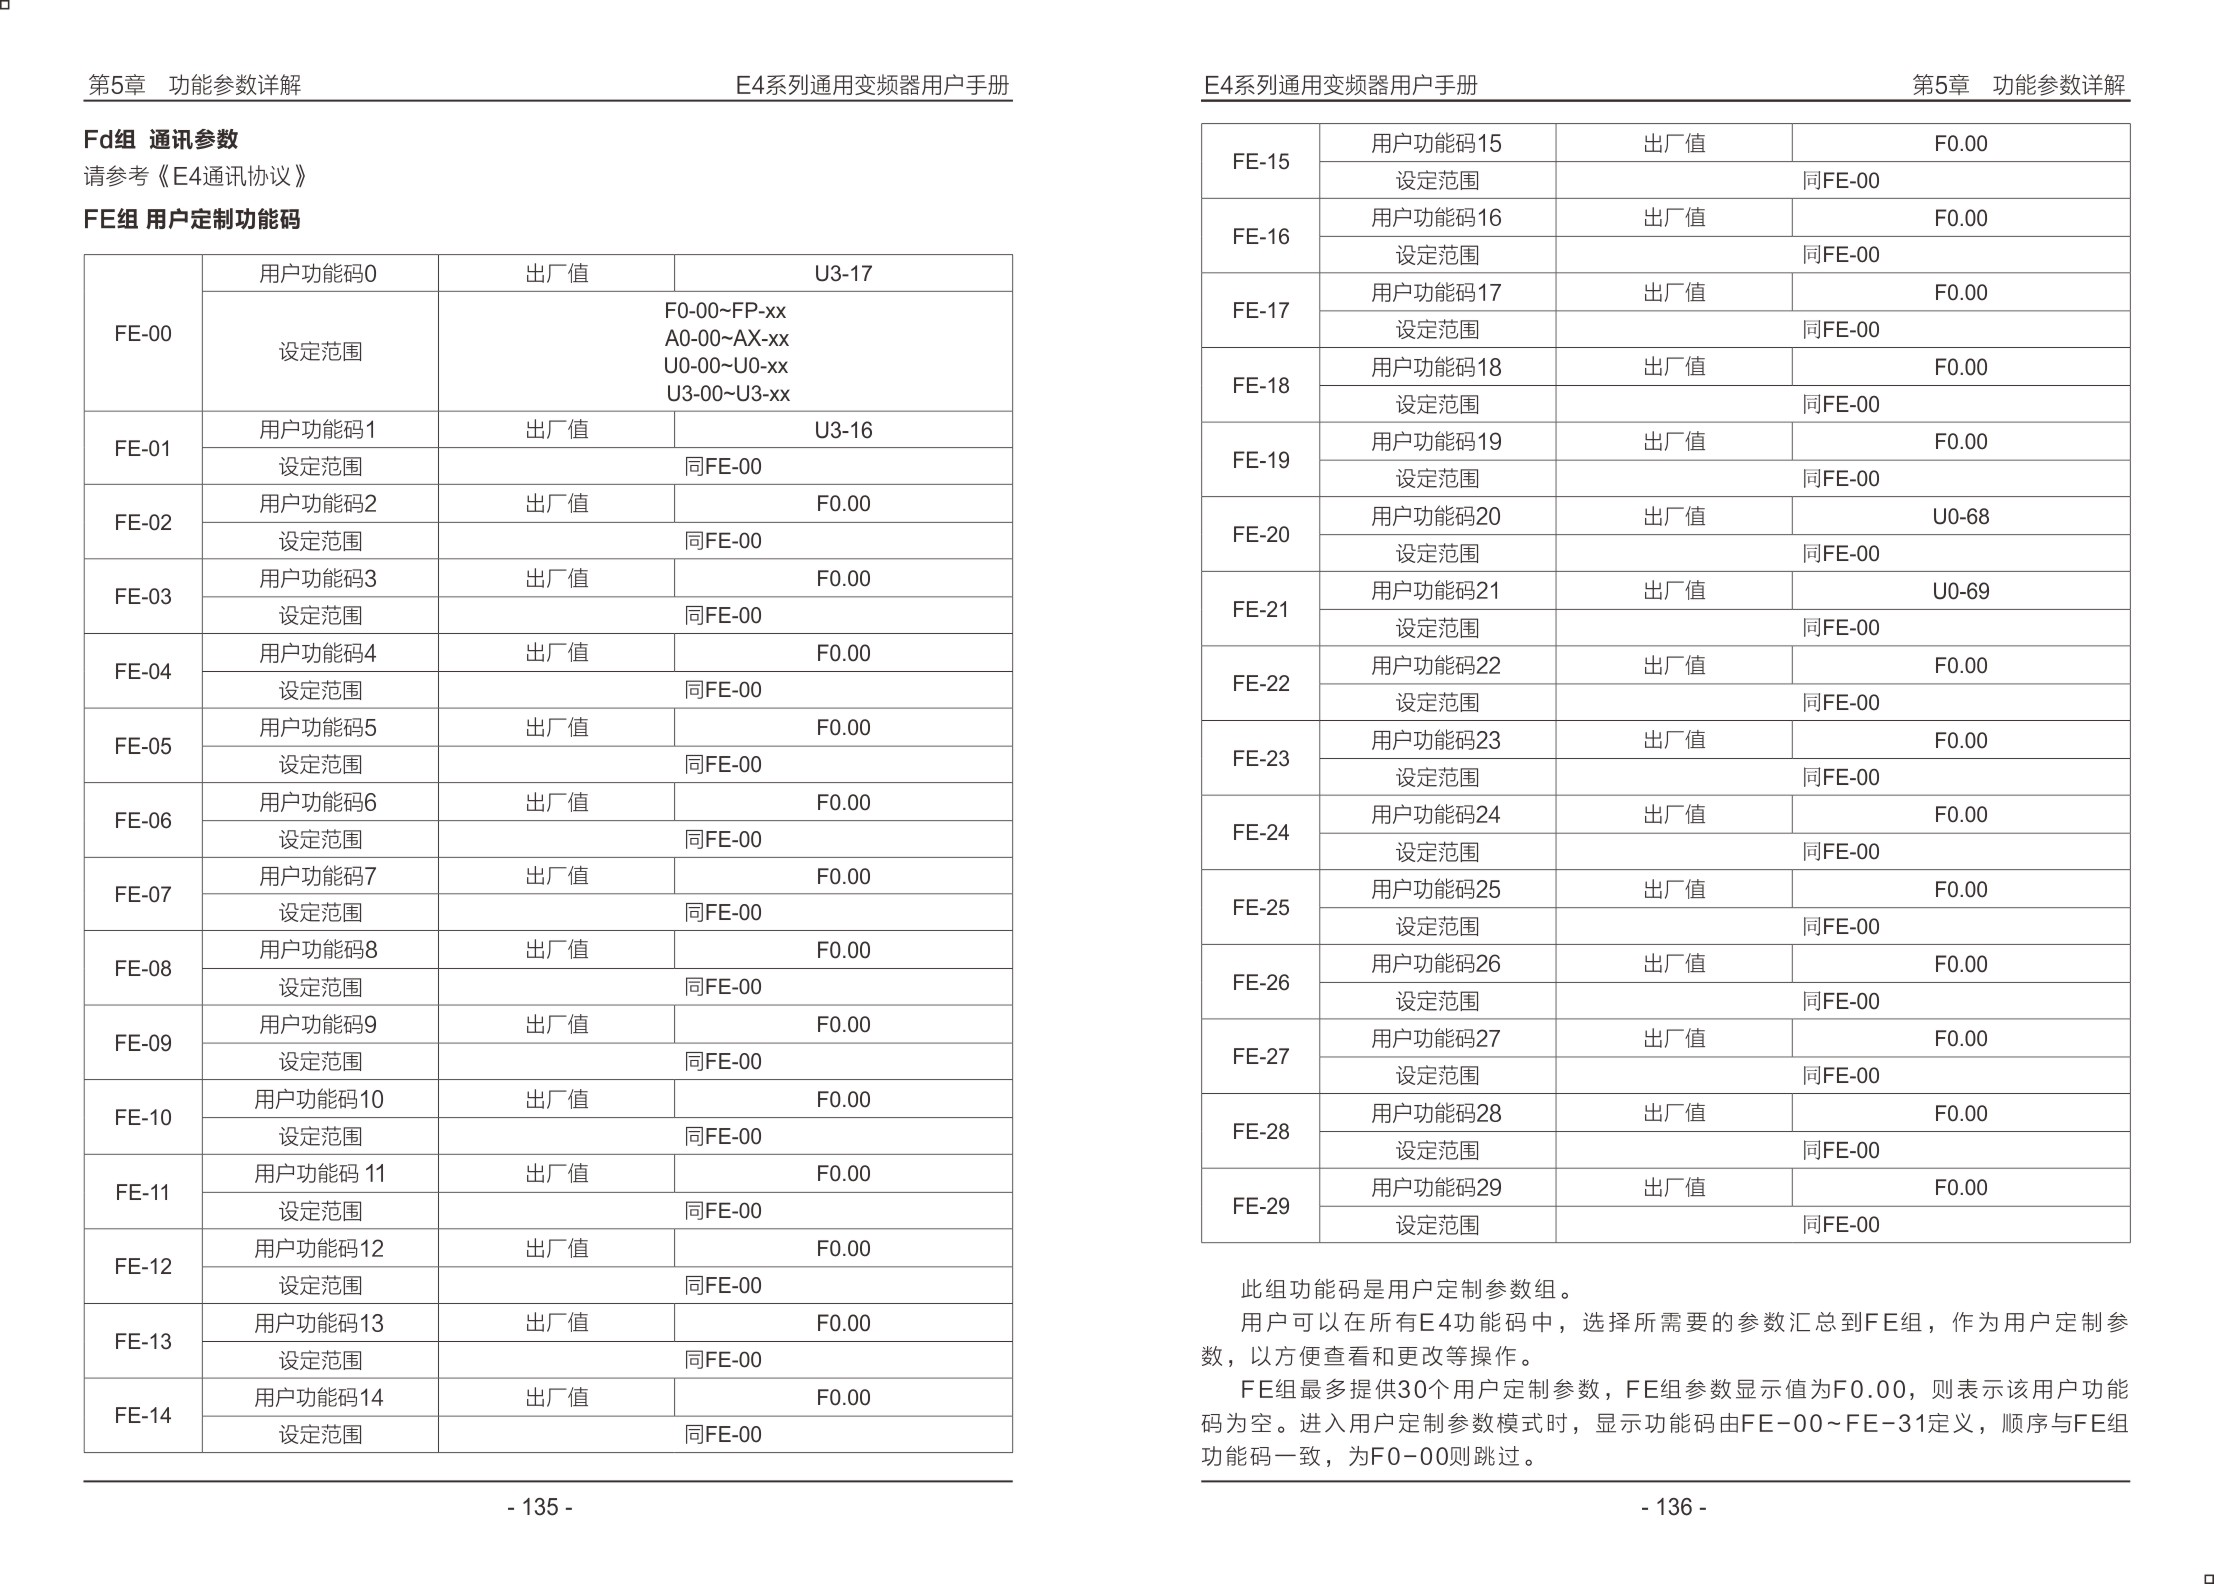 第5章 功能参数详解 E4系列通用变频器用户手册
Fd组 通讯参数
请参考《E4通讯协议》
FE组 用户定制功能码
FE-00 用户功能码0 出厂值 U3-17
设定范围 F0-00~FP-xx
A0-00~AX-xx
U0-00~U0-xx
U3-00~U3-xx
FE-01 用户功能码1 出厂值 U3-16
设定范围 同FE-00
FE-02 用户功能码2 出厂值 F0.00
设定范围 同FE-00
FE-03 用户功能码3 出厂值 F0.00
设定范围 同FE-00
FE-04 用户功能码4 出厂值 F0.00
设定范围 同FE-00
FE-05 用户功能码5 出厂值 F0.00
设定范围 同FE-00
FE-06 用户功能码6 出厂值 F0.00
设定范围 同FE-00
FE-07 用户功能码7 出厂值 F0.00
设定范围 同FE-00
FE-08 用户功能码8 出厂值 F0.00
设定范围 同FE-00
FE-09 用户功能码9 出厂值 F0.00
设定范围 同FE-00
FE-10 用户功能码10 出厂值 F0.00
设定范围 同FE-00
FE-11 用户功能码 11 出厂值 F0.00
设定范围 同FE-00
FE-12 用户功能码12 出厂值 F0.00
设定范围 同FE-00
FE-13 用户功能码13 出厂值 F0.00
设定范围 同FE-00
FE-14 用户功能码14 出厂值 F0.00
设定范围 同FE-00
- 135 -
E4系列通用变频器用户手册 第5章 功能参数详解
FE-15 用户功能码15 出厂值 F0.00
设定范围 同FE-00
FE-16 用户功能码16 出厂值 F0.00
设定范围 同FE-00
FE-17 用户功能码17 出厂值 F0.00
设定范围 同FE-00
FE-18 用户功能码18 出厂值 F0.00
设定范围 同FE-00
FE-19 用户功能码19 出厂值 F0.00
设定范围 同FE-00
FE-20 用户功能码20 出厂值 U0-68
设定范围 同FE-00
FE-21 用户功能码21 出厂值 U0-69
设定范围 同FE-00
FE-22 用户功能码22 出厂值 F0.00
设定范围 同FE-00
FE-23 用户功能码23 出厂值 F0.00
设定范围 同FE-00
FE-24 用户功能码24 出厂值 F0.00
设定范围 同FE-00
FE-25 用户功能码25 出厂值 F0.00
设定范围 同FE-00
FE-26 用户功能码26 出厂值 F0.00
设定范围 同FE-00
FE-27 用户功能码27 出厂值 F0.00
设定范围 同FE-00
FE-28 用户功能码28 出厂值 F0.00
设定范围 同FE-00
FE-29 用户功能码29 出厂值 F0.00
设定范围 同FE-00
此组功能码是用户定制参数组。
用户可以在所有E4功能码中，选择所需要的参数汇总到FE组，作为用户定制参
数，以方便查看和更改等操作。
FE组最多提供30个用户定制参数，FE组参数显示值为F0.00，则表示该用户功能
码为空。进入用户定制参数模式时，显示功能码由FE-00~FE-31定义，顺序与FE组
功能码一致，为F0-00则跳过。
- 136 -